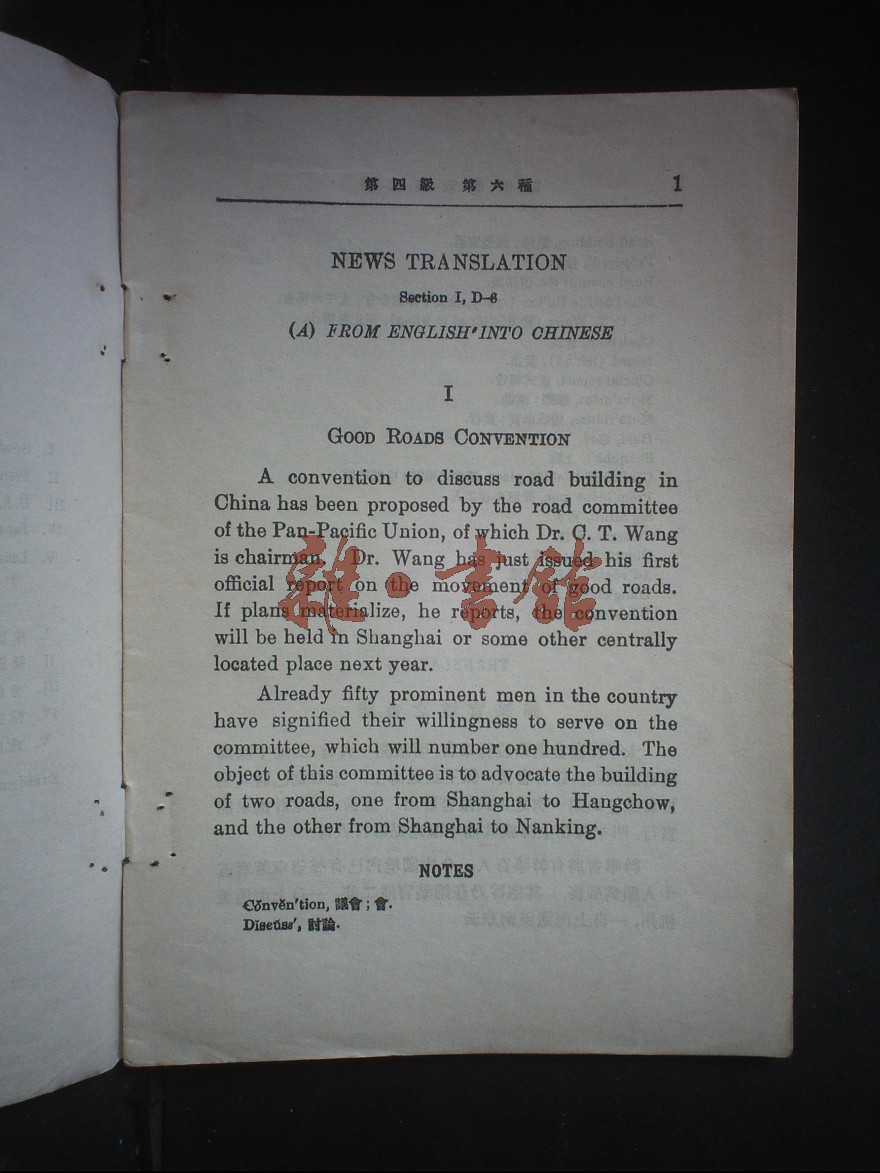 第四級 第六種 1
NEWS TRANSLATION
Section I, D-6
(A) FROM ENGLISH INTO CHINESE
I
GOOD ROADS CONVENTION
A convention to discuss road building in
China has been proposed by the road committee
of the Pan-Pacific Union, of which Dr. C. T. Wang
is chairman. Dr. Wang has just issued his first
official report on the movement of good roads.
If plans materialize, he reports, the convention
will be held in Shanghai or some other centrally
located place next year.
Already fifty prominent men in the country
have signified their willingness to serve on the
committee, which will number one hundred. The
object of this committee is to advocate the building
of two roads, one from Shanghai to Hangchow,
and the other from Shanghai to Nanking.
NOTES
Cŏnvĕn'tion, 議會; 會.
Discŭss', 討論.
雜·書館